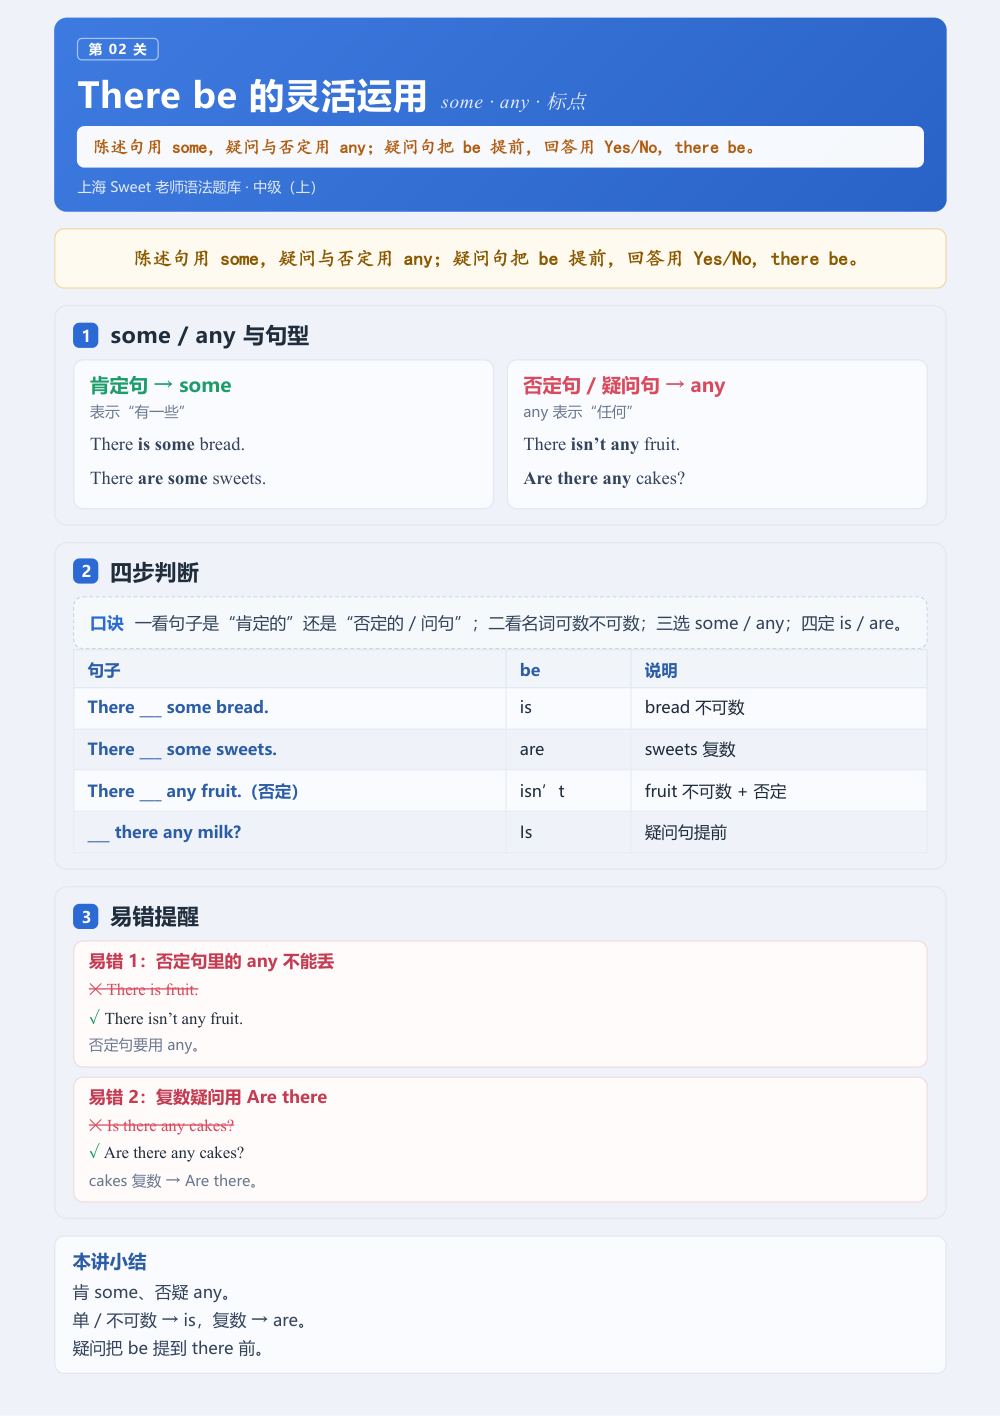 第 02 关
There be 的灵活运用 some · any · 标点
陈述句用 some，疑问与否定用 any；疑问句把 be 提前，回答用 Yes/No, there be。
上海 Sweet 老师语法题库 · 中级（上）
陈述句用 some，疑问与否定用 any；疑问句把 be 提前，回答用 Yes/No, there be。
1 some / any 与句型
肯定句 → some
表示“有一些”
There is some bread.
There are some sweets.
否定句 / 疑问句 → any
any 表示“任何”
There isn’t any fruit.
Are there any cakes?
2 四步判断
口诀 一看句子是“肯定的”还是“否定的 / 问句”；二看名词可数不可数；三选 some / any；四定 is / are。
句子 be 说明
There __ some bread. is bread 不可数
There __ some sweets. are sweets 复数
There __ any fruit.（否定） isn’t fruit 不可数 + 否定
__ there any milk? Is 疑问句提前
3 易错提醒
易错 1：否定句里的 any 不能丢
✕ There is fruit.
√ There isn’t any fruit.
否定句要用 any。
易错 2：复数疑问用 Are there
✕ Is there any cakes?
√ Are there any cakes?
cakes 复数 → Are there。
本讲小结
肯 some、否疑 any。
单 / 不可数 → is，复数 → are。
疑问把 be 提到 there 前。